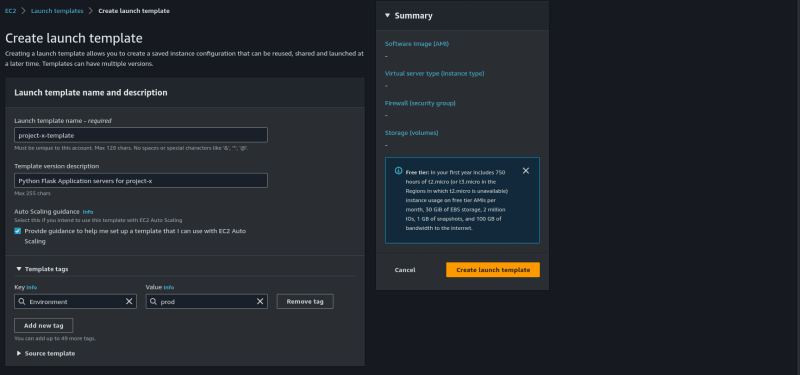 EC2 > Launch templates > Create launch template
Create launch template
Creating a launch template allows you to create a saved instance configuration that can be reused, shared and launched at
a later time. Templates can have multiple versions.
Launch template name and description
Launch template name - required
project-x-template
Must be unique to this account. Max 128 chars. No spaces or special characters like '&', '*', '@'.
Template version description
Python Flask Application servers for project-x
Max 255 chars
Auto Scaling guidance Info
Select this if you intend to use this template with EC2 Auto Scaling
Provide guidance to help me set up a template that I can use with EC2 Auto
Scaling
Template tags
Key Info
Value Info
Environment
prod
Remove tag
Add new tag
You can add up to 49 more tags.
Source template
Summary
Software Image (AMI)
-
Virtual server type (instance type)
-
Firewall (security group)
-
Storage (volumes)
-
Free tier: In your first year includes 750
hours of t2.micro (or t3.micro in the
Regions in which t2.micro is unavailable)
instance usage on free tier AMIs per
month, 30 GiB of EBS storage, 2 million
IOs, 1 GB of snapshots, and 100 GB of
bandwidth to the internet.
Cancel
Create launch template